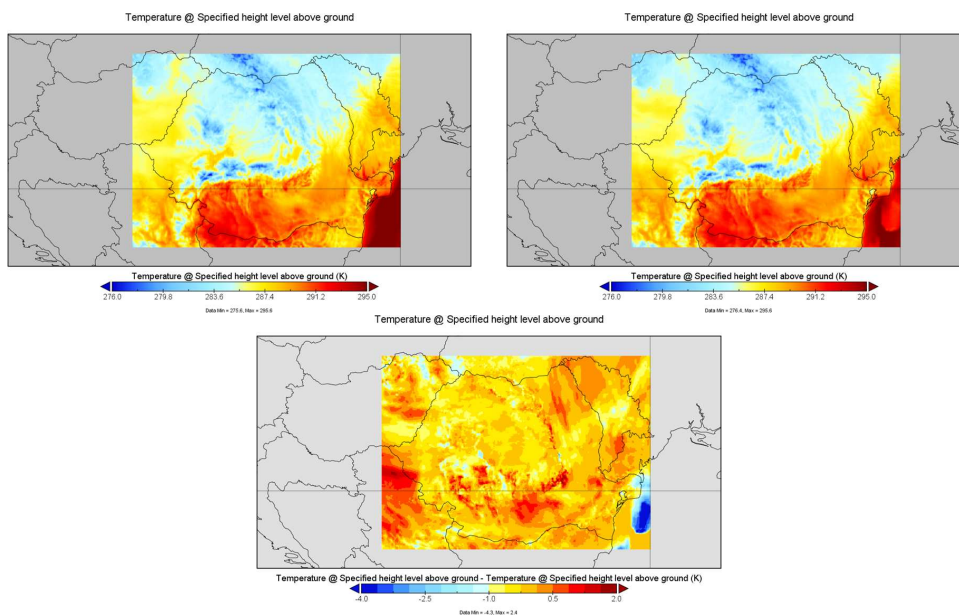 Temperature @ Specified height level above ground
Temperature @ Specified height level above ground (K)
276.0 279.8 283.6 287.4 291.2 295.0
Data Min = 275.6, Max = 295.6
Temperature @ Specified height level above ground
Temperature @ Specified height level above ground (K)
276.0 279.8 283.6 287.4 291.2 295.0
Data Min = 276.4, Max = 295.6
Temperature @ Specified height level above ground
Temperature @ Specified height level above ground - Temperature @ Specified height level above ground (K)
-4.0 -2.5 -1.0 0.5 2.0
Data Min = -4.3, Max = 2.4